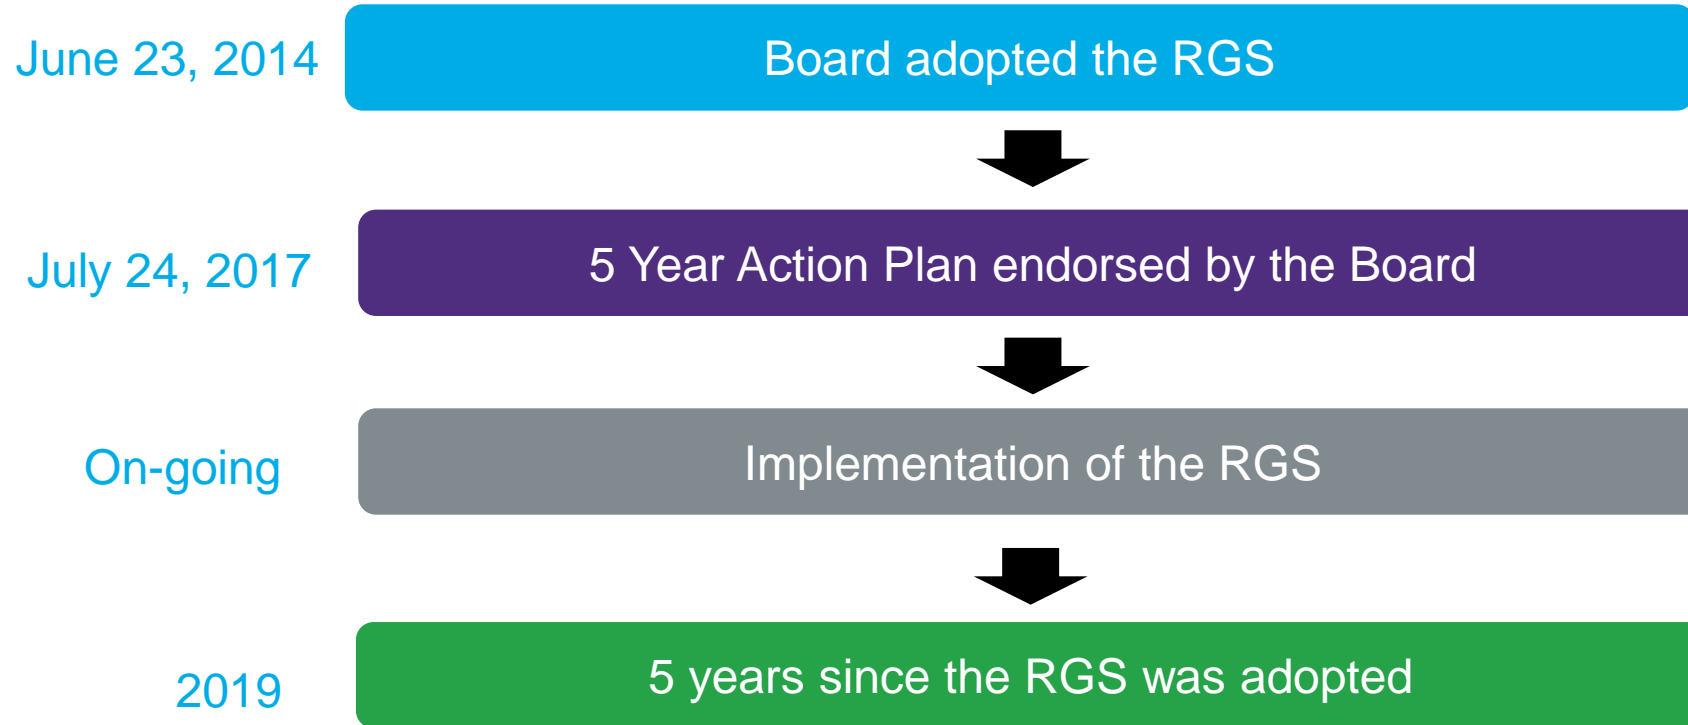 June 23, 2014
Board adopted the RGS
July 24, 2017
5 Year Action Plan endorsed by the Board
On-going
Implementation of the RGS
2019
5 years since the RGS was adopted